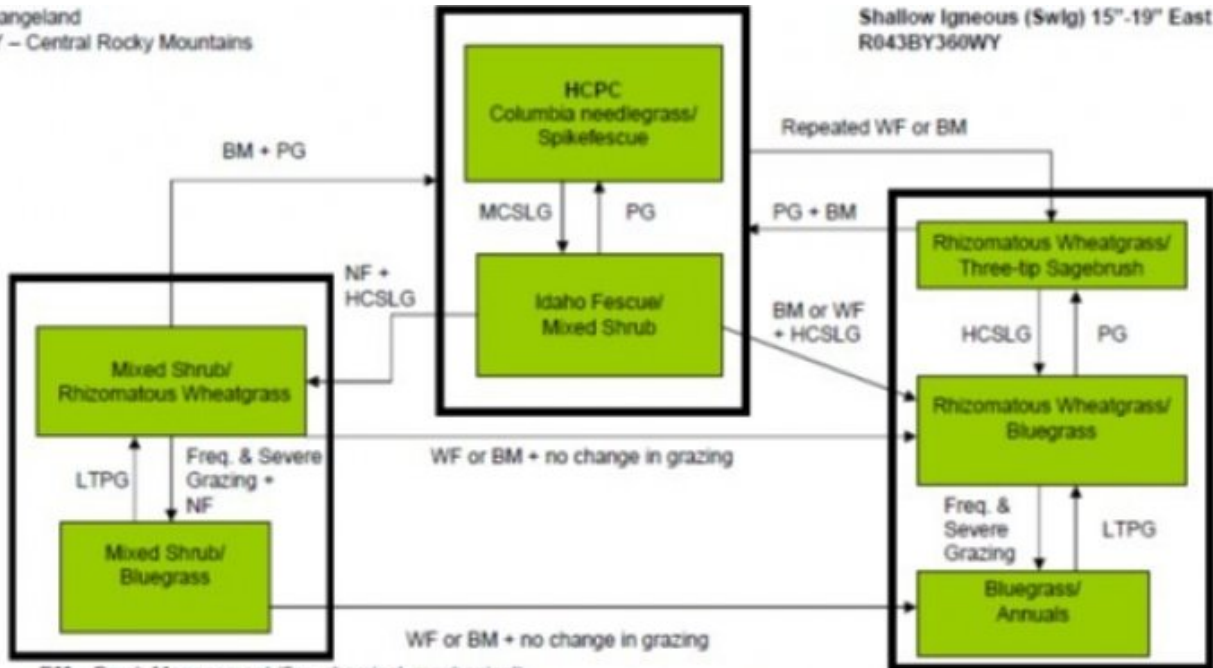 angeland
– Central Rocky Mountains
Shallow Igneous (SwIg) 15"-19" East
R043BY360WY
HCPC
Columbia needlegrass/
Spikefescue
Repeated WF or BM
BM + PG
MCSLG
PG
PG + BM
Rhizomatous Wheatgrass/
Three-tip Sagebrush
NF +
HCSLG
Idaho Fescue/
Mixed Shrub
BM or WF
+ HCSLG
HCSLG
PG
Mixed Shrub/
Rhizomatous Wheatgrass
Rhizomatous Wheatgrass/
Bluegrass
LTPG
Freq. & Severe
Grazing +
NF
WF or BM + no change in grazing
Freq. &
Severe
Grazing
LTPG
Mixed Shrub/
Bluegrass
Bluegrass/
Annuals
WF or BM + no change in grazing